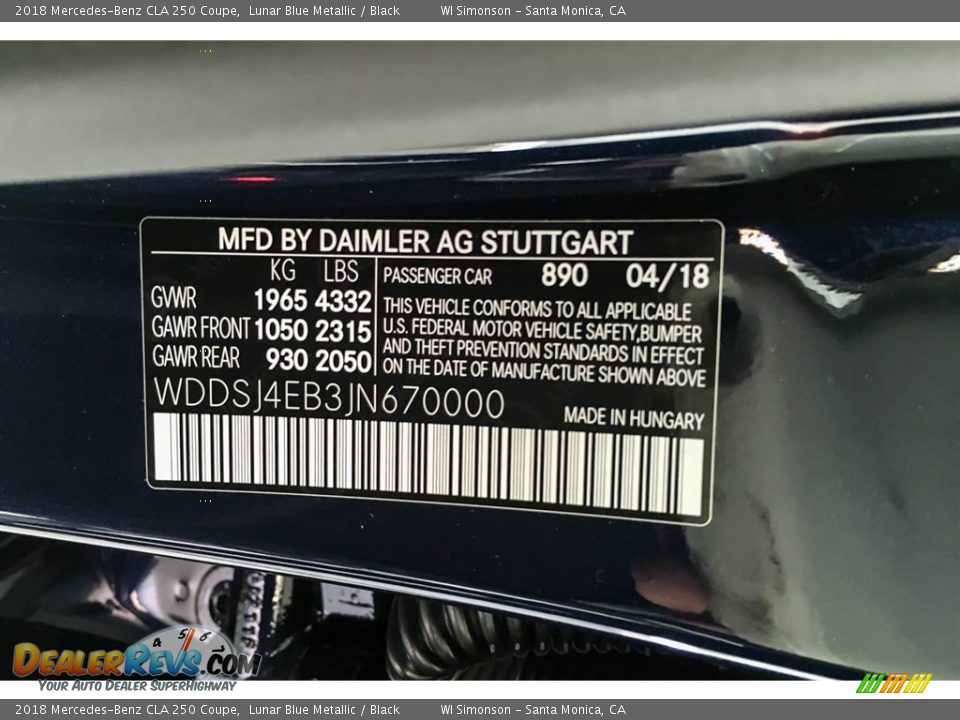 2018 Mercedes-Benz CLA 250 Coupe, Lunar Blue Metallic / Black WI Simonson - Santa Monica, CA
MFD BY DAIMLER AG STUTTGART
KG LBS
GWR 1965 4332
GAWR FRONT 1050 2315
GAWR REAR 930 2050
PASSENGER CAR 890 04/18
THIS VEHICLE CONFORMS TO ALL APPLICABLE
U.S. FEDERAL MOTOR VEHICLE SAFETY,BUMPER
AND THEFT PREVENTION STANDARDS IN EFFECT
ON THE DATE OF MANUFACTURE SHOWN ABOVE
WDDSJ4EB3JN670000
MADE IN HUNGARY
4 5 6
DEALERREVS.COM
YOUR AUTO DEALER SUPERHIGHWAY
2018 Mercedes-Benz CLA 250 Coupe, Lunar Blue Metallic / Black WI Simonson - Santa Monica, CA